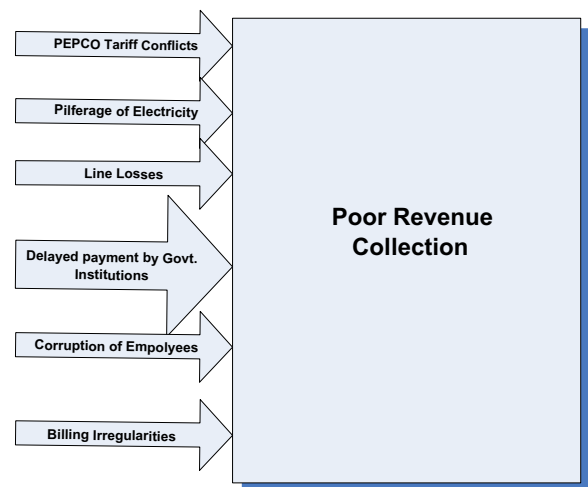 PEPCO Tariff Conflicts
Pilferage of Electricity
Line Losses
Delayed payment by Govt.
Institutions
Corruption of Empolyees
Billing Irregularities
Poor Revenue
Collection